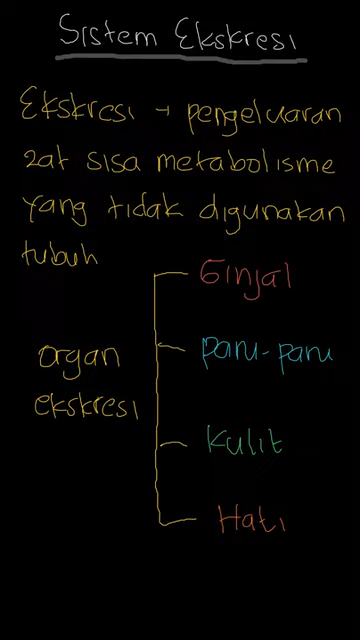 Sistem Ekskresi
Ekskresi → pengeluaran
zat sisa metabolisme
yang tidak digunakan
tubuh
organ
ekskresi
Ginjal
paru-paru
Kulit
Hati